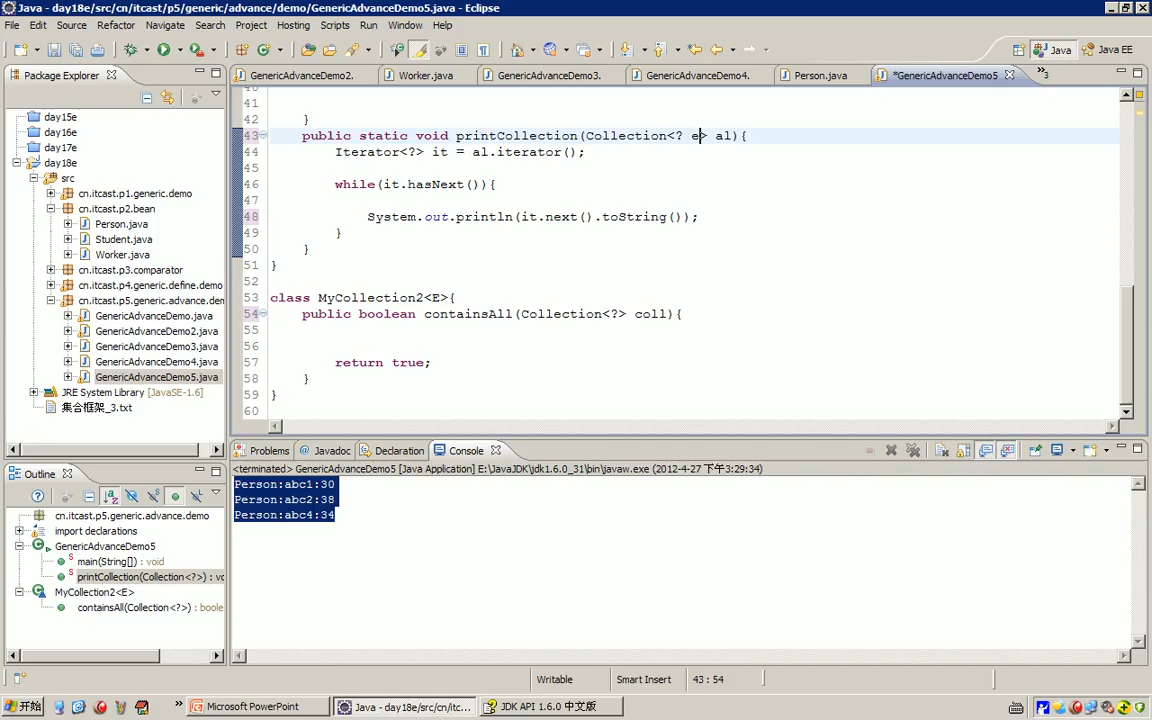 Java - day18e/src/cn/itcast/p5/generic/advance/demo/GenericAdvanceDemo5.java - Eclipse
File Edit Source Refactor Navigate Search Project Hosting Scripts Run Window Help
Java Java EE
Package Explorer
day15e
day16e
day17e
day18e
src
cn.itcast.p1.generic.demo
cn.itcast.p2.bean
Person.java
Student.java
Worker.java
cn.itcast.p3.comparator
cn.itcast.p4.generic.define.demo
cn.itcast.p5.generic.advance.den
GenericAdvanceDemo.java
GenericAdvanceDemo2.java
GenericAdvanceDemo3.java
GenericAdvanceDemo4.java
GenericAdvanceDemo5.java
JRE System Library [JavaSE-1.6]
集合框架_3.txt
GenericAdvanceDemo2. Worker.java GenericAdvanceDemo3. GenericAdvanceDemo4. Person.java *GenericAdvanceDemo5 »3
40
41
42 }
43 public static void printCollection(Collection<? e> al){
44 Iterator<?> it = al.iterator();
45
46 while(it.hasNext()){
47
48 System.out.println(it.next().toString());
49 }
50 }
51 }
52
53 class MyCollection2<E>{
54 public boolean containsAll(Collection<?> coll){
55
56
57 return true;
58 }
59 }
60
Outline
cn.itcast.p5.generic.advance.demo
import declarations
GenericAdvanceDemo5
main(String[]) : void
printCollection(Collection<?>) : vo
MyCollection2<E>
containsAll(Collection<?>) : boole
Problems Javadoc Declaration Console
<terminated> GenericAdvanceDemo5 [Java Application] E:\JavaJDK\jdk1.6.0_31\bin\javaw.exe (2012-4-27 下午3:29:34)
Person:abc1:30
Person:abc2:38
Person:abc4:34
Writable Smart Insert 43 : 54
开始 » Microsoft PowerPoint Java - day18e/src/cn/itc... JDK API 1.6.0 中文版